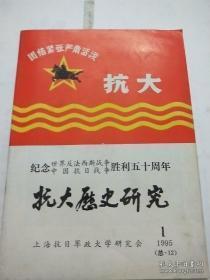 团结紧张严肃活泼
抗大
纪念世界反法西斯战争中国抗日战争胜利五十周年
抗大歷史研究
1
1995
(总-12)
上海抗日军政大学研究会